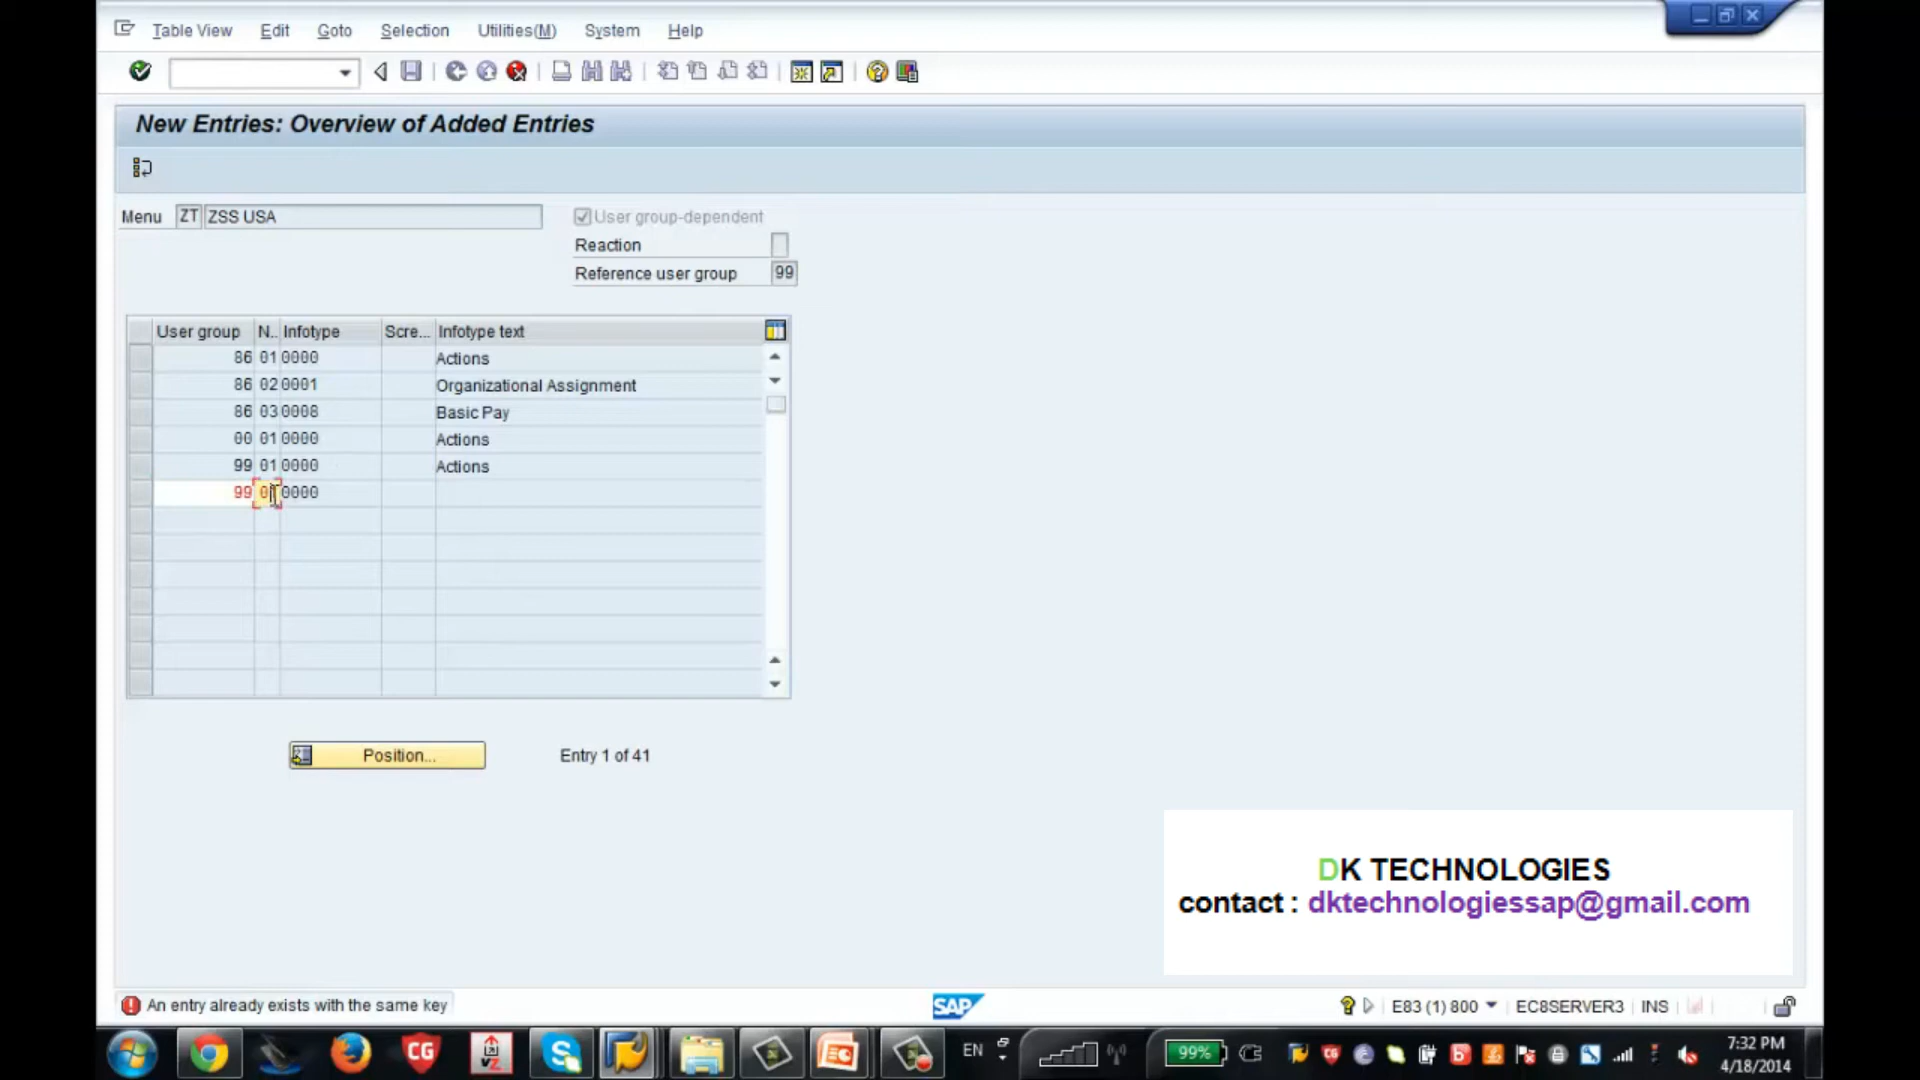 Table View Edit Goto Selection Utilities(M) System Help
New Entries: Overview of Added Entries
Menu ZT ZSS USA User group-dependent
Reaction
Reference user group 99
User group N.. Infotype Scre... Infotype text
86 01 0000 Actions
86 02 0001 Organizational Assignment
86 03 0008 Basic Pay
00 01 0000 Actions
99 01 0000 Actions
99 0000
Position... Entry 1 of 41
DK TECHNOLOGIES
contact : dktechnologiessap@gmail.com
An entry already exists with the same key
SAP
E83 (1) 800 EC8SERVER3 INS
CG
EN
99%
7:32 PM
4/18/2014